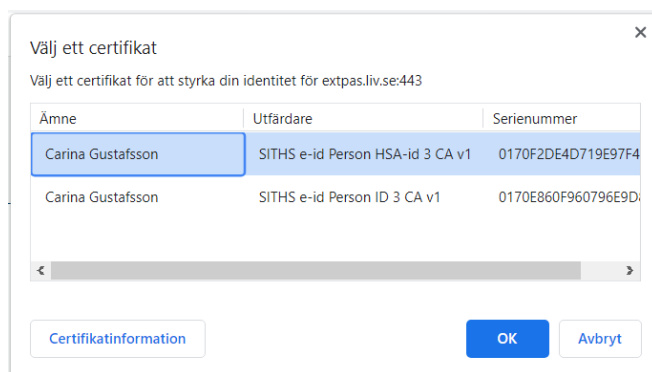 Välj ett certifikat
Välj ett certifikat för att styrka din identitet för extpas.liv.se:443
Ämne Utfärdare Serienummer
Carina Gustafsson SITHS e-id Person HSA-id 3 CA v1 0170F2DE4D719E97F4
Carina Gustafsson SITHS e-id Person ID 3 CA v1 0170E860F960796E9D
Certifikatinformation OK Avbryt